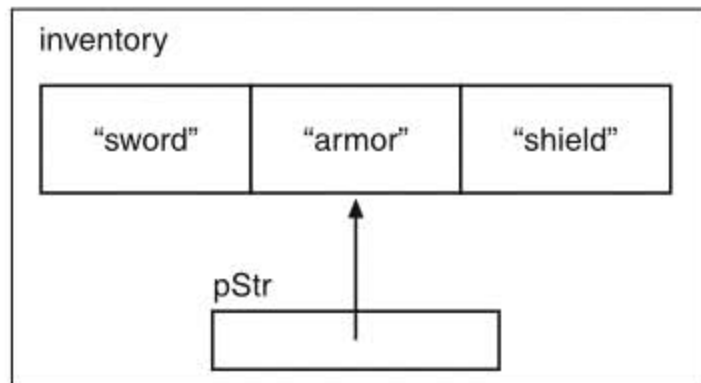 inventory
“sword” “armor” “shield”
pStr